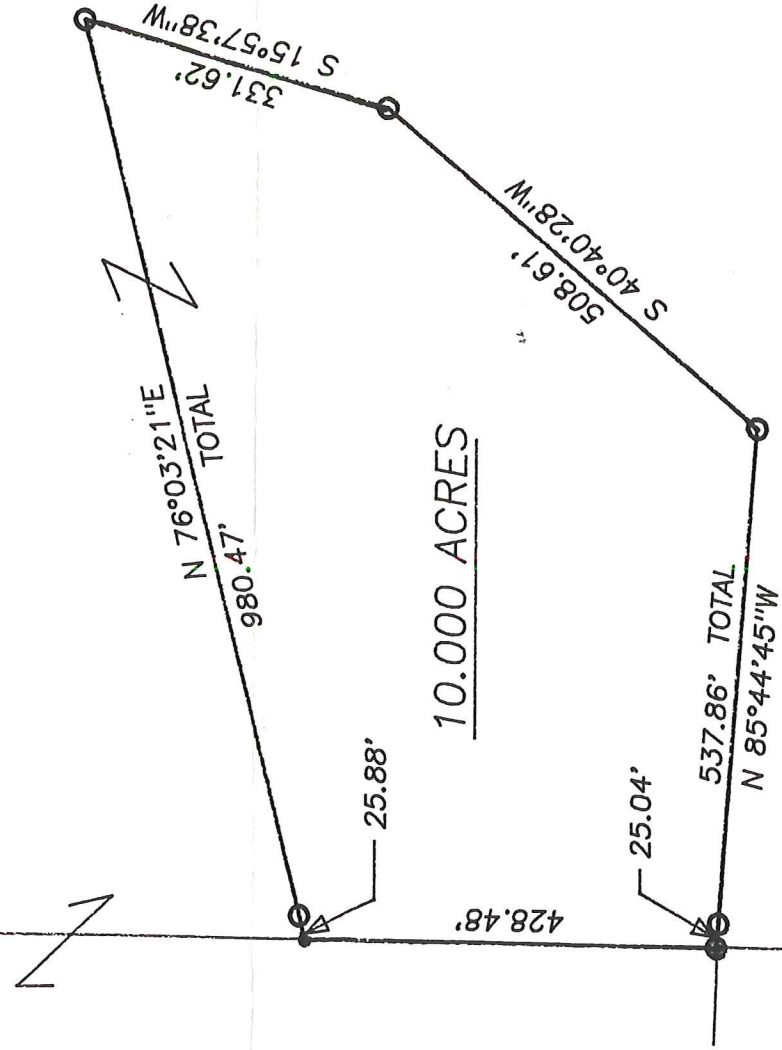 S 15°57'38"W
331.62'
N 76°03'21"E
980.47' TOTAL
S 40°40'28"W
508.61'
10.000 ACRES
25.88'
428.48'
25.04'
537.86' TOTAL
N 85°44'45"W